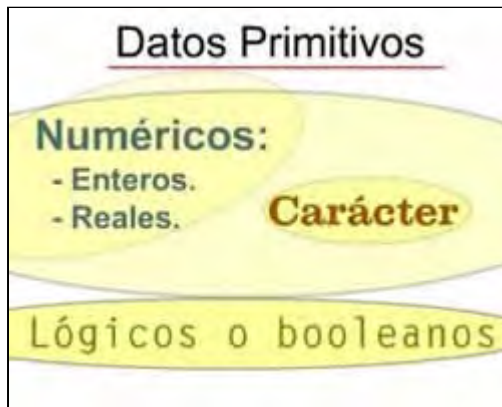 Datos Primitivos
Numéricos:
- Enteros.
- Reales.
Carácter
Lógicos o booleanos